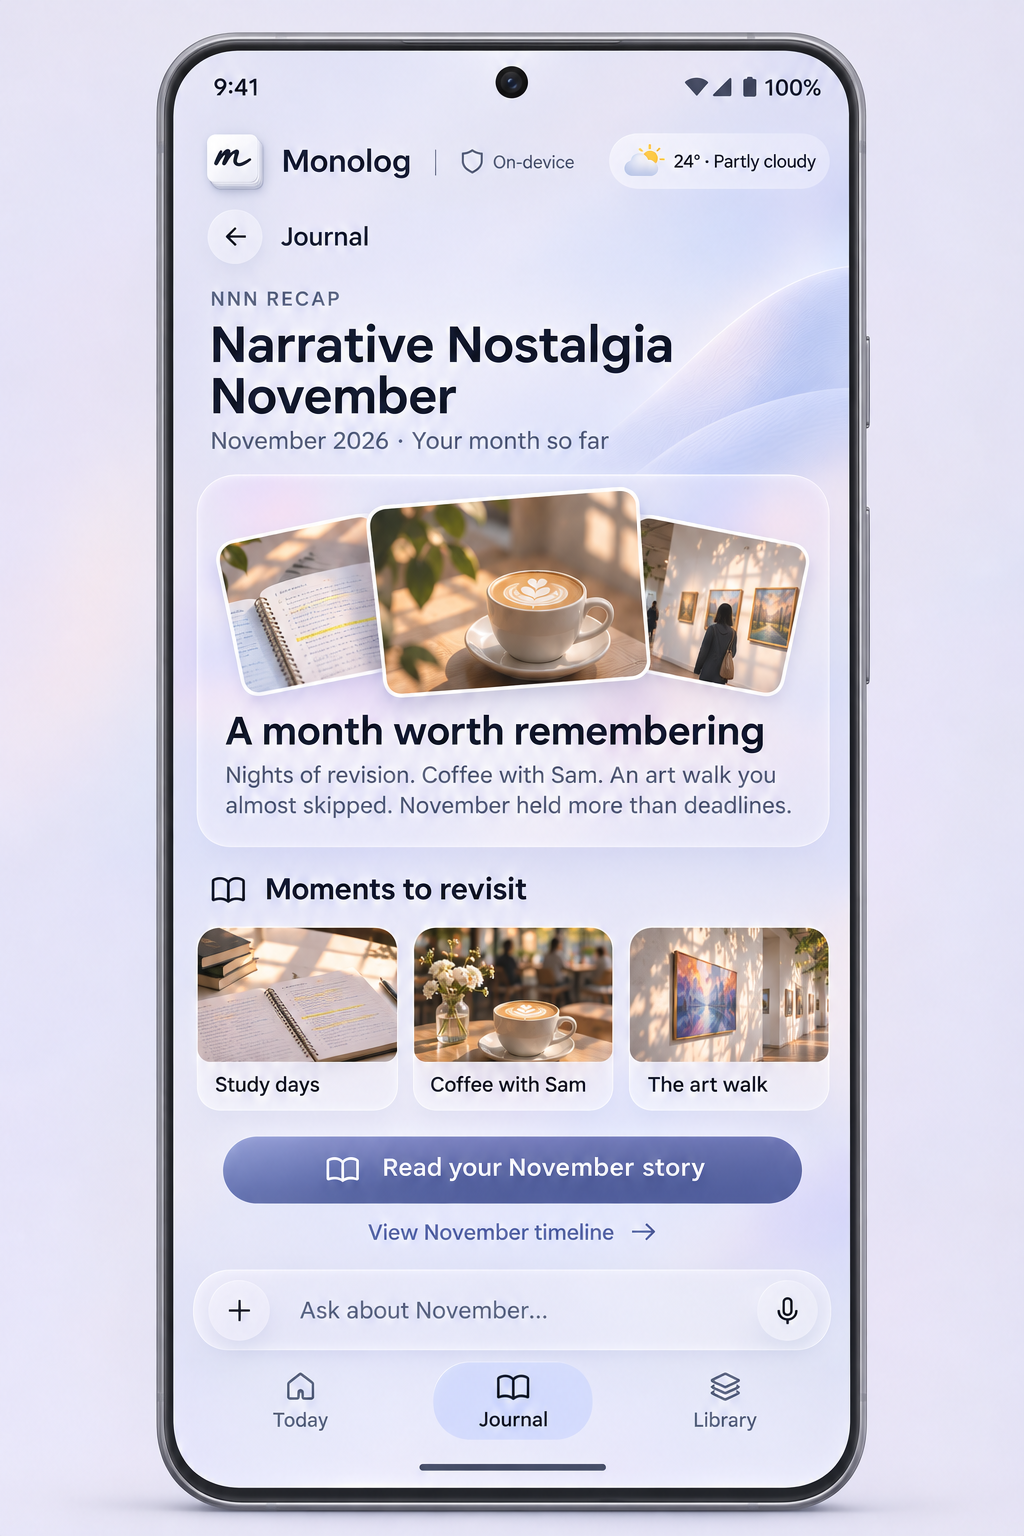 9:41
100%
m
Monolog
On-device
24° · Partly cloudy
Journal
NNN RECAP
Narrative Nostalgia
November
November 2026 · Your month so far
A month worth remembering
Nights of revision. Coffee with Sam. An art walk you
almost skipped. November held more than deadlines.
Moments to revisit
Study days
Coffee with Sam
The art walk
Read your November story
View November timeline
Ask about November...
Today
Journal
Library